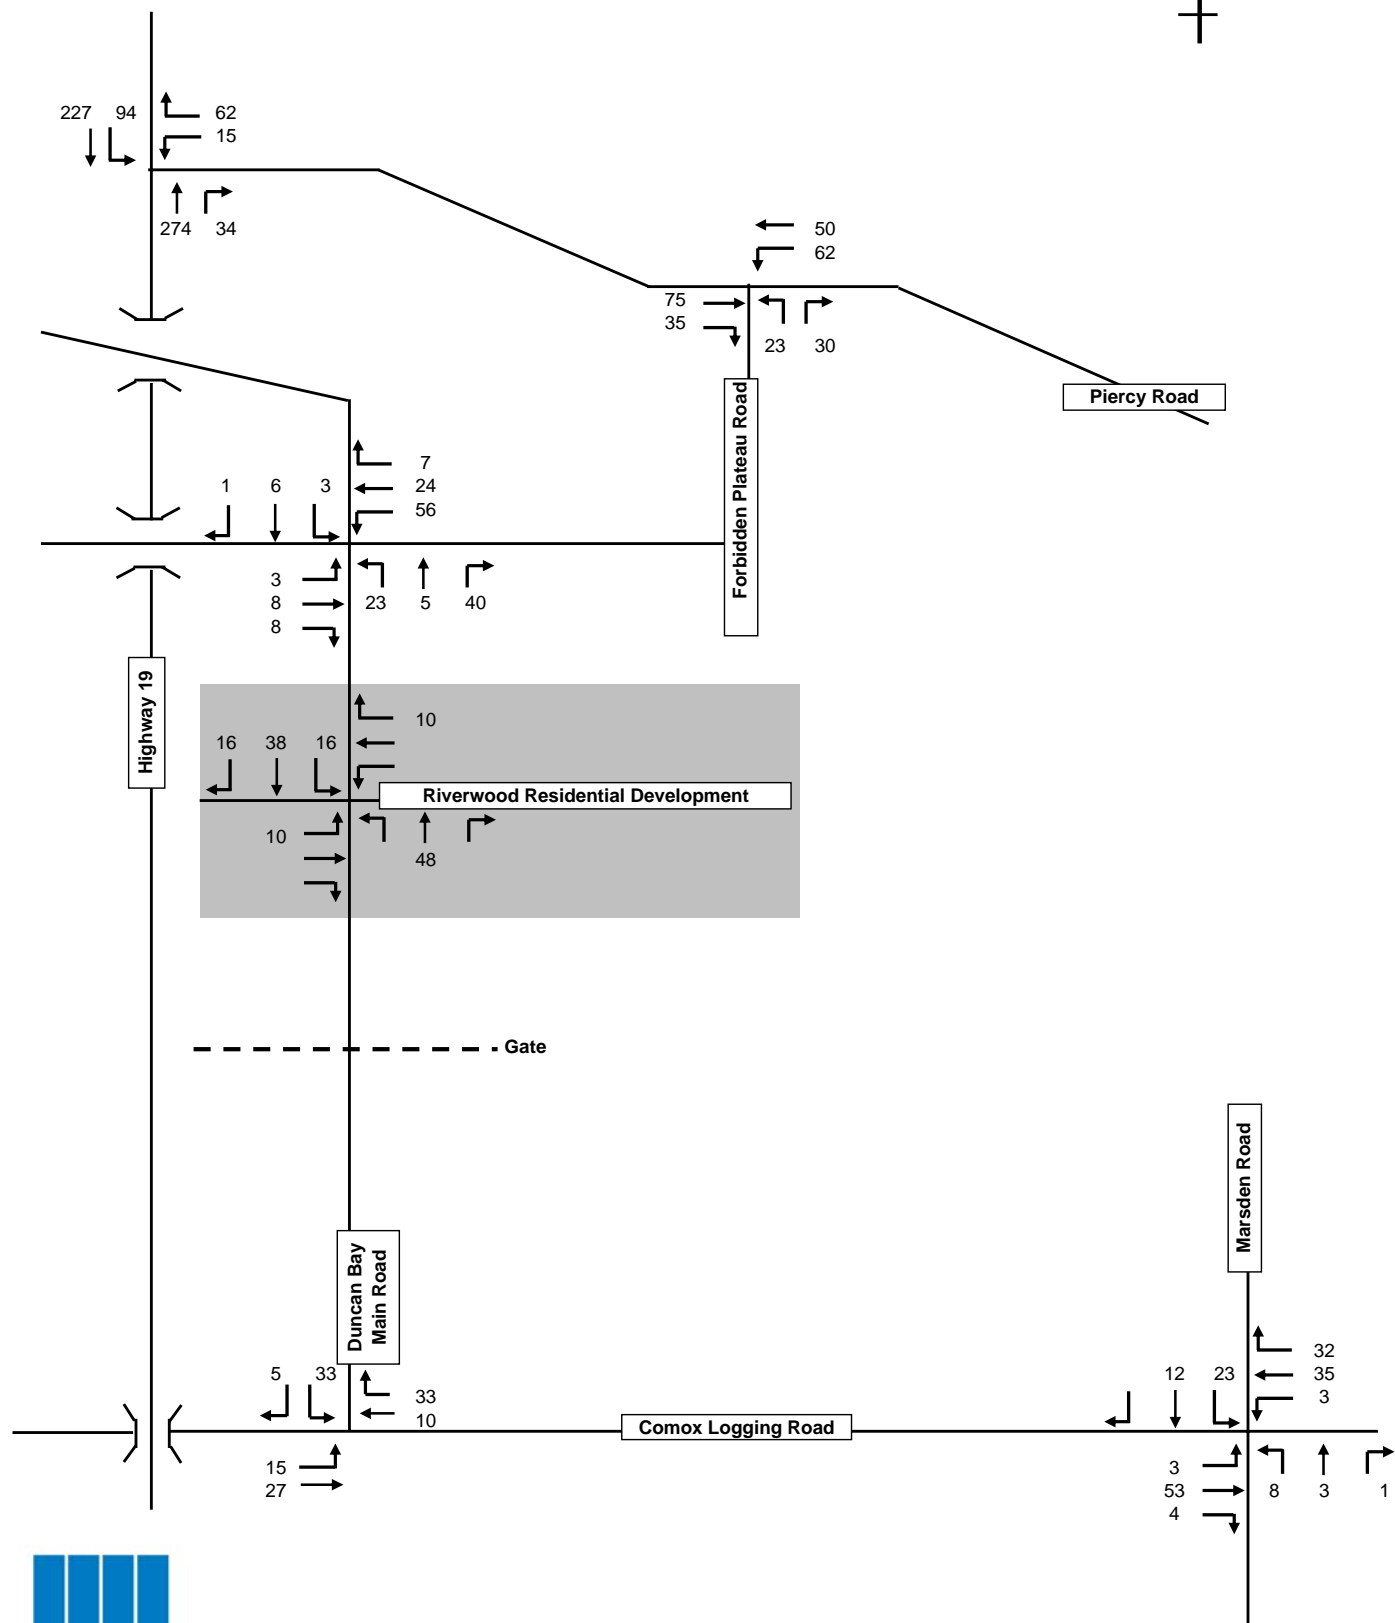 227 94 62
15
274 34
50
62
75
35
23 30
Piercy Road
Forbidden Plateau Road
7
1 6 3 24
56
3
8 23 5 40
8
Highway 19
10
16 38 16
Riverwood Residential Development
10
48
Gate
Marsden Road
Duncan Bay
Main Road
5 33
33
10
Comox Logging Road
15
27
32
12 23 35
3
3
53 8 3 1
4